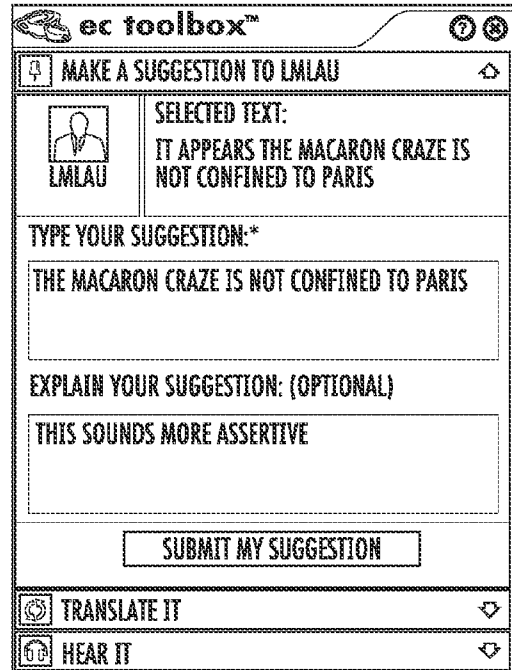 ec toolbox™
MAKE A SUGGESTION TO LMLAU
SELECTED TEXT:
IT APPEARS THE MACARON CRAZE IS
NOT CONFINED TO PARIS
LMLAU
TYPE YOUR SUGGESTION:*
THE MACARON CRAZE IS NOT CONFINED TO PARIS
EXPLAIN YOUR SUGGESTION: (OPTIONAL)
THIS SOUNDS MORE ASSERTIVE
SUBMIT MY SUGGESTION
TRANSLATE IT
HEAR IT